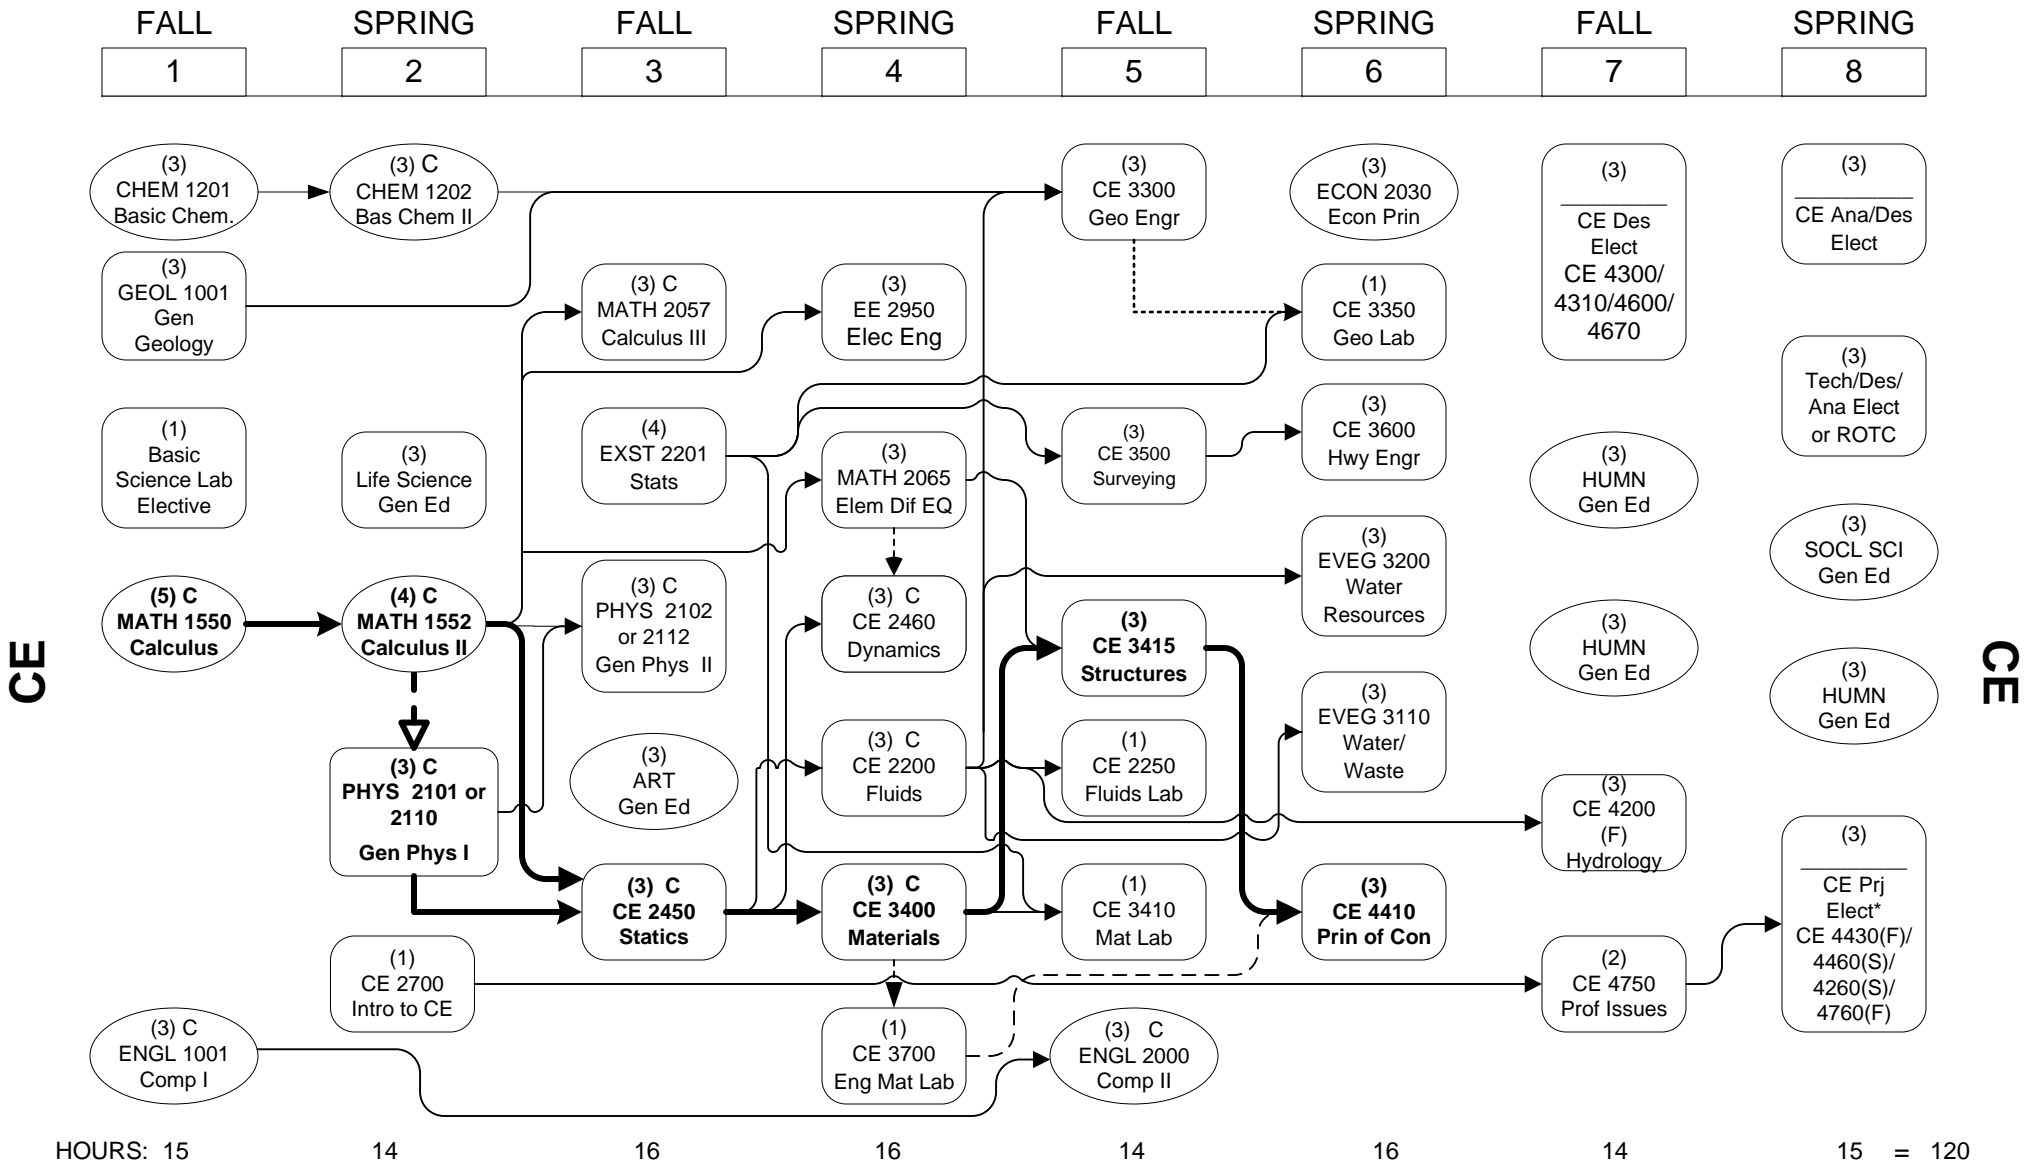 FALL
SPRING
FALL
SPRING
FALL
SPRING
FALL
SPRING
1
2
3
4
5
6
7
8
(3)
CHEM 1201
Basic Chem.
(3)
GEOL 1001
Gen
Geology
(1)
Basic
Science Lab
Elective
(5) C
MATH 1550
Calculus
(3) C
ENGL 1001
Comp I
(3) C
CHEM 1202
Bas Chem II
(3)
Life Science
Gen Ed
(4) C
MATH 1552
Calculus II
(3) C
PHYS 2101 or
2110
Gen Phys I
(1)
CE 2700
Intro to CE
(3) C
MATH 2057
Calculus III
(4)
EXST 2201
Stats
(3) C
PHYS 2102
or 2112
Gen Phys II
(3)
ART
Gen Ed
(3) C
CE 2450
Statics
(3)
EE 2950
Elec Eng
(3)
MATH 2065
Elem Dif EQ
(3) C
CE 2460
Dynamics
(3) C
CE 2200
Fluids
(3) C
CE 3400
Materials
(1)
CE 3700
Eng Mat Lab
(3)
CE 3300
Geo Engr
(3)
CE 3500
Surveying
(3)
CE 3415
Structures
(1)
CE 2250
Fluids Lab
(1)
CE 3410
Mat Lab
(3) C
ENGL 2000
Comp II
(3)
ECON 2030
Econ Prin
(1)
CE 3350
Geo Lab
(3)
CE 3600
Hwy Engr
(3)
EVEG 3200
Water
Resources
(3)
EVEG 3110
Water/
Waste
(3)
CE 4410
Prin of Con
(3)
__________
CE Des
Elect
CE 4300/
4310/4600/
4670
(3)
HUMN
Gen Ed
(3)
HUMN
Gen Ed
(3)
CE 4200
(F)
Hydrology
(2)
CE 4750
Prof Issues
(3)
___________
CE Ana/Des
Elect
(3)
Tech/Des/
Ana Elect
or ROTC
(3)
SOCL SCI
Gen Ed
(3)
HUMN
Gen Ed
(3)
__________
CE Prj
Elect*
CE 4430(F)/
4460(S)/
4260(S)/
4760(F)
CE
CE
HOURS: 15 14 16 16 14 16 14 15 = 120